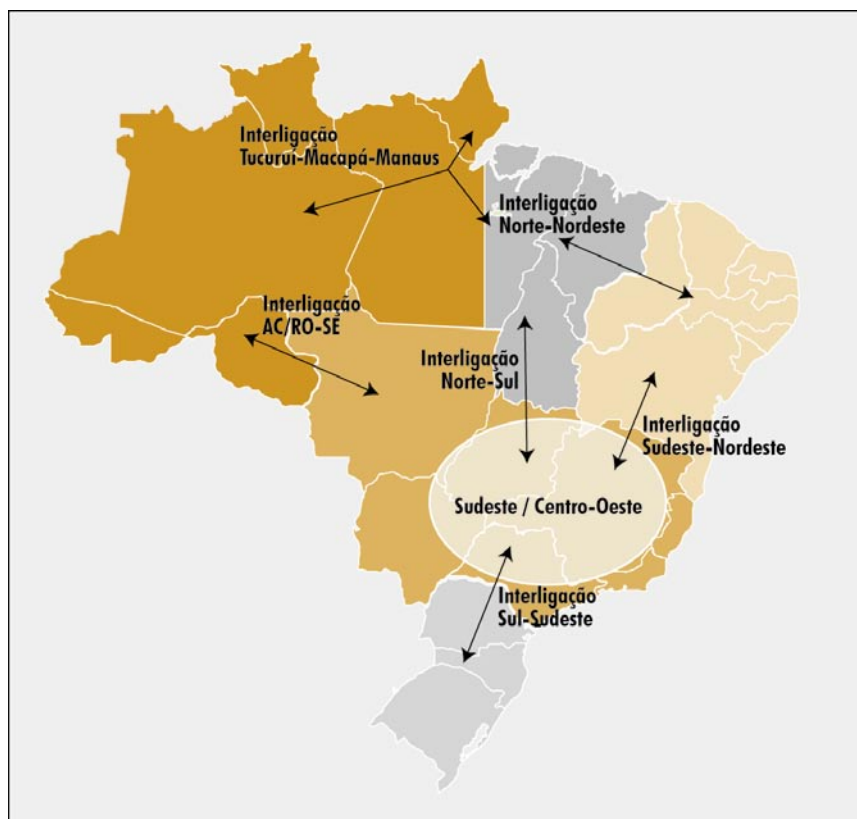 Interligação
Tucuruí-Macapá-Manaus
Interligação
Norte-Nordeste
Interligação
AC/RO-SE
Interligação
Norte-Sul
Interligação
Sudeste-Nordeste
Sudeste / Centro-Oeste
Interligação
Sul-Sudeste